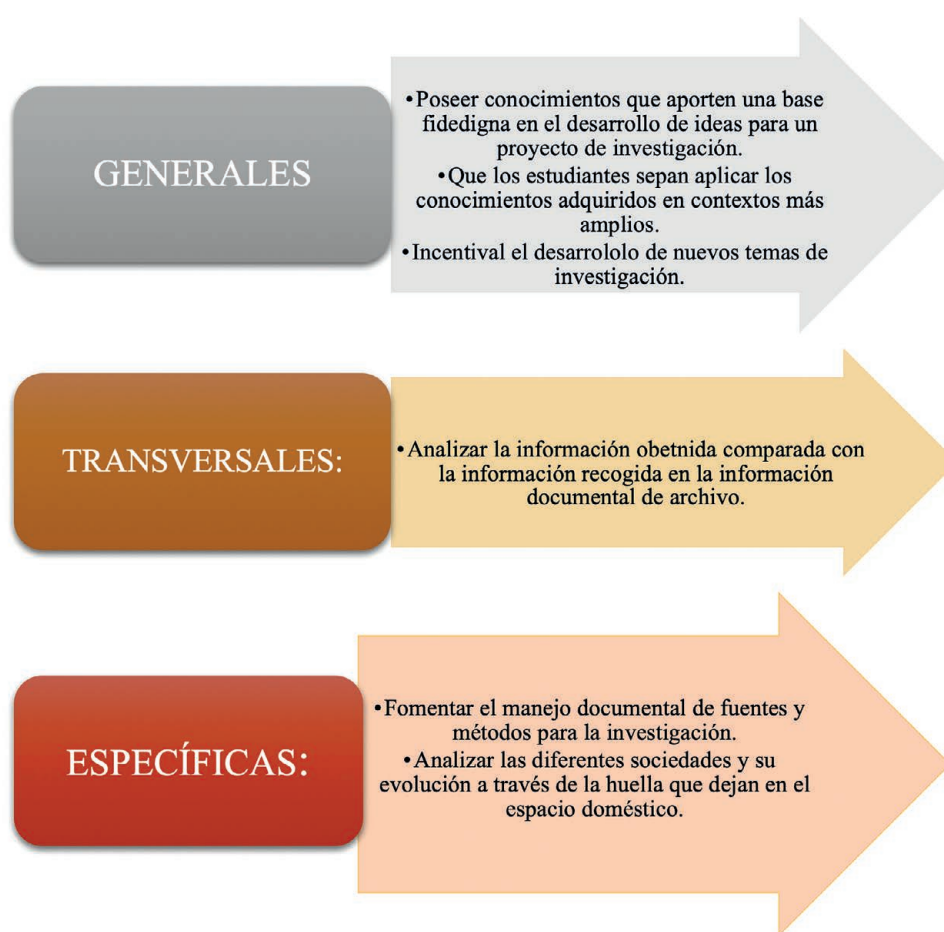 GENERALES
•Poseer conocimientos que aporten una base
fidedigna en el desarrollo de ideas para un
proyecto de investigación.
•Que los estudiantes sepan aplicar los
conocimientos adquiridos en contextos más
amplios.
•Incentival el desarrololo de nuevos temas de
investigación.
TRANSVERSALES:
•Analizar la información obetnida comparada con
la información recogida en la información
documental de archivo.
ESPECÍFICAS:
•Fomentar el manejo documental de fuentes y
métodos para la investigación.
•Analizar las diferentes sociedades y su
evolución a través de la huella que dejan en el
espacio doméstico.